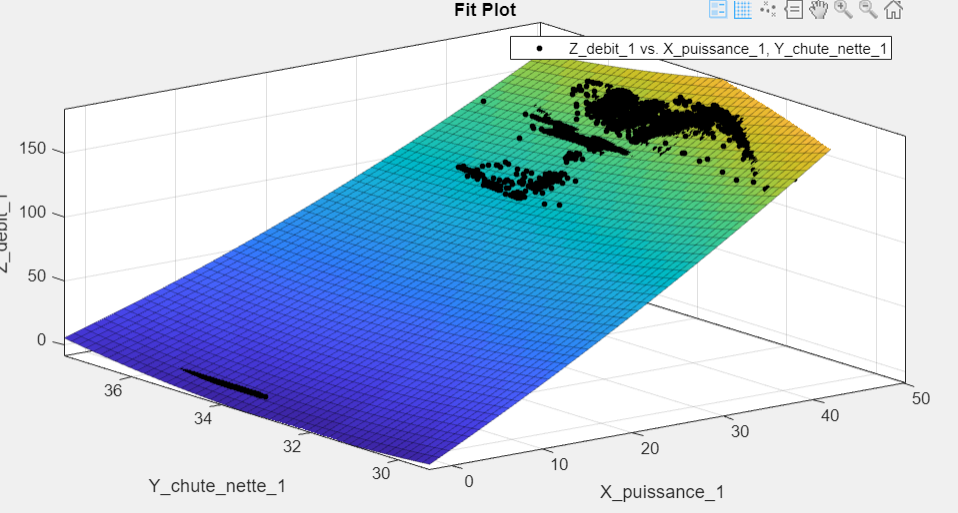 Fit Plot
Z_debit_1 vs. X_puissance_1, Y_chute_nette_1
150
100
50
0
Z_debit_1
36
34
32
30
0
10
20
30
40
50
Y_chute_nette_1
X_puissance_1